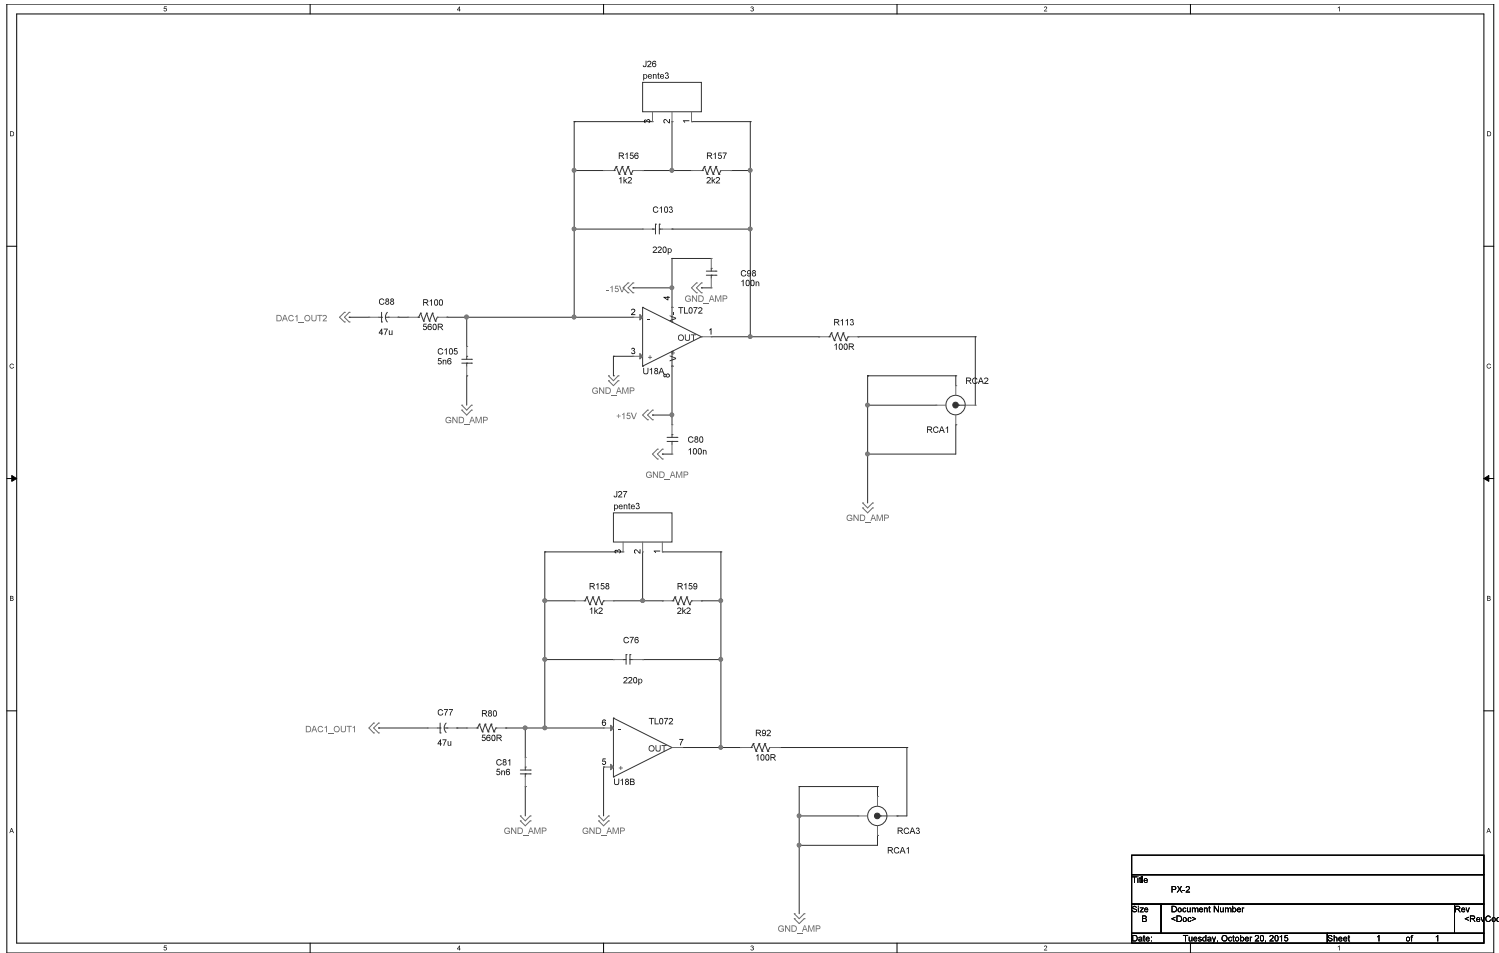 5 4 3 2 1
D D
C C
B B
A A
J26
pente3
3 2 1
R156 R157
1k2 2k2
C103
220p
-15V
C98
100n
GND_AMP
4
TL072
V-
DAC1_OUT2
C88
47u
R100
560R
C105
5n6
GND_AMP
2
-
3
+
OUT
1
U18A
V+
8
GND_AMP
+15V
C80
100n
GND_AMP
R113
100R
RCA2
RCA1
GND_AMP
J27
pente3
3 2 1
R158 R159
1k2 2k2
C76
220p
DAC1_OUT1
C77
47u
R80
560R
C81
5n6
GND_AMP
6
-
5
+
TL072
OUT
7
U18B
GND_AMP
R92
100R
RCA3
RCA1
GND_AMP
Title
PX-2
Size Document Number Rev
B <Doc> <RevCod
Date: Tuesday, October 20, 2015 Sheet 1 of 1
5 4 3 2 1